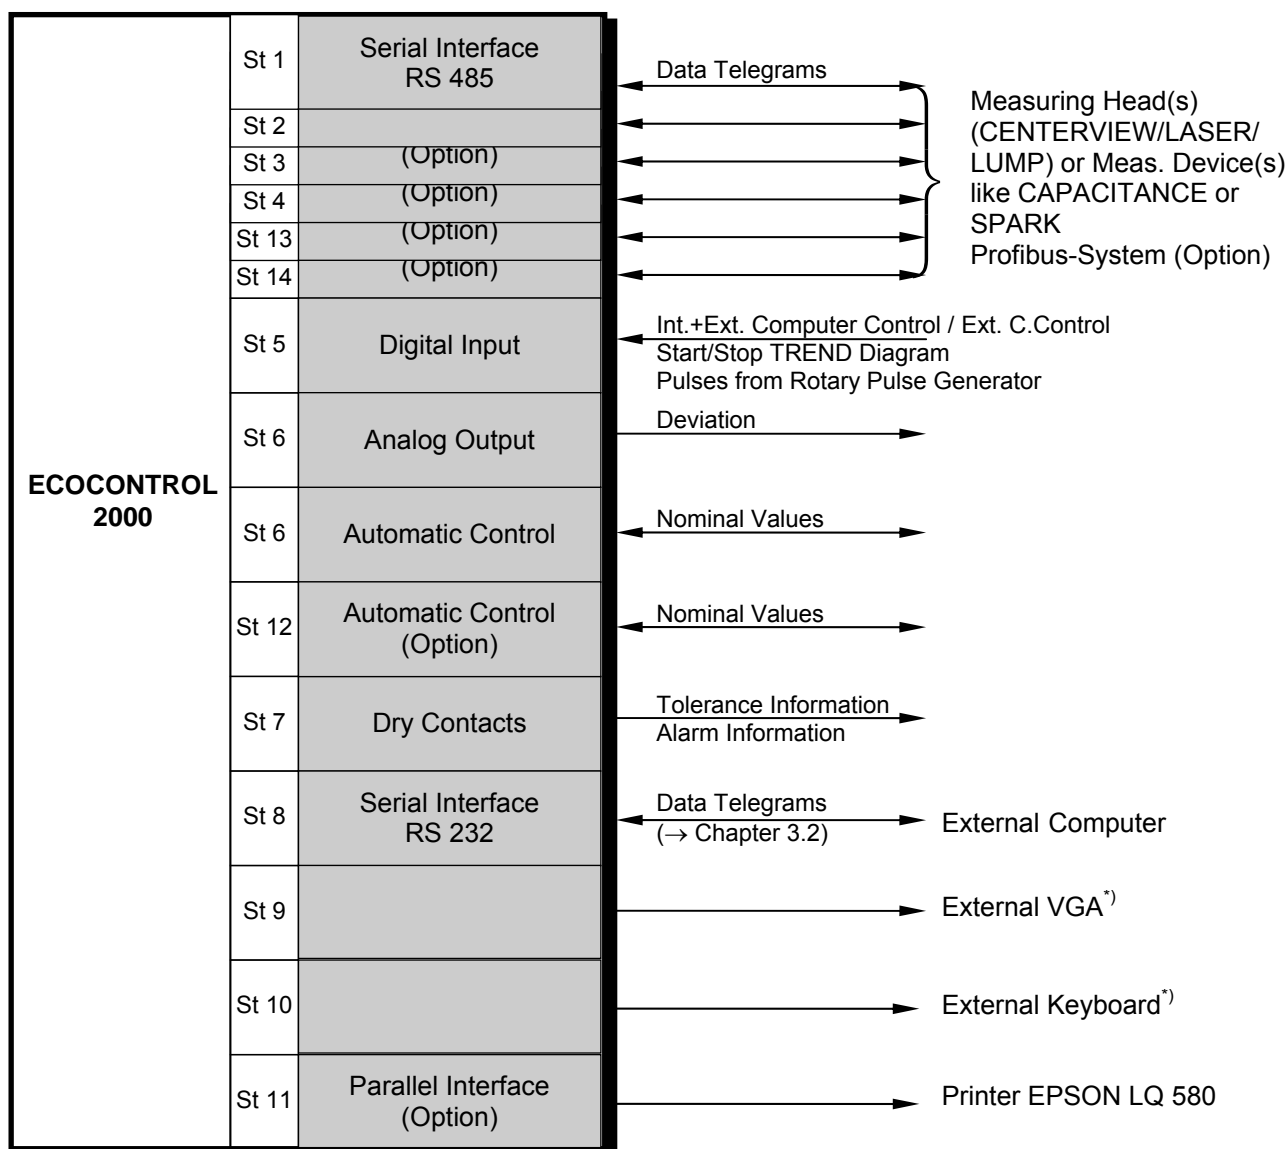 ECOCONTROL
2000
St 1
Serial Interface
RS 485
Data Telegrams
St 2
St 3
(Option)
St 4
(Option)
St 13
(Option)
St 14
(Option)
Measuring Head(s)
(CENTERVIEW/LASER/
LUMP) or Meas. Device(s)
like CAPACITANCE or
SPARK
Profibus-System (Option)
St 5
Digital Input
Int.+Ext. Computer Control / Ext. C.Control
Start/Stop TREND Diagram
Pulses from Rotary Pulse Generator
St 6
Analog Output
Deviation
St 6
Automatic Control
Nominal Values
St 12
Automatic Control
(Option)
Nominal Values
St 7
Dry Contacts
Tolerance Information
Alarm Information
St 8
Serial Interface
RS 232
Data Telegrams
(→ Chapter 3.2)
External Computer
St 9
External VGA*)
St 10
External Keyboard*)
St 11
Parallel Interface
(Option)
Printer EPSON LQ 580